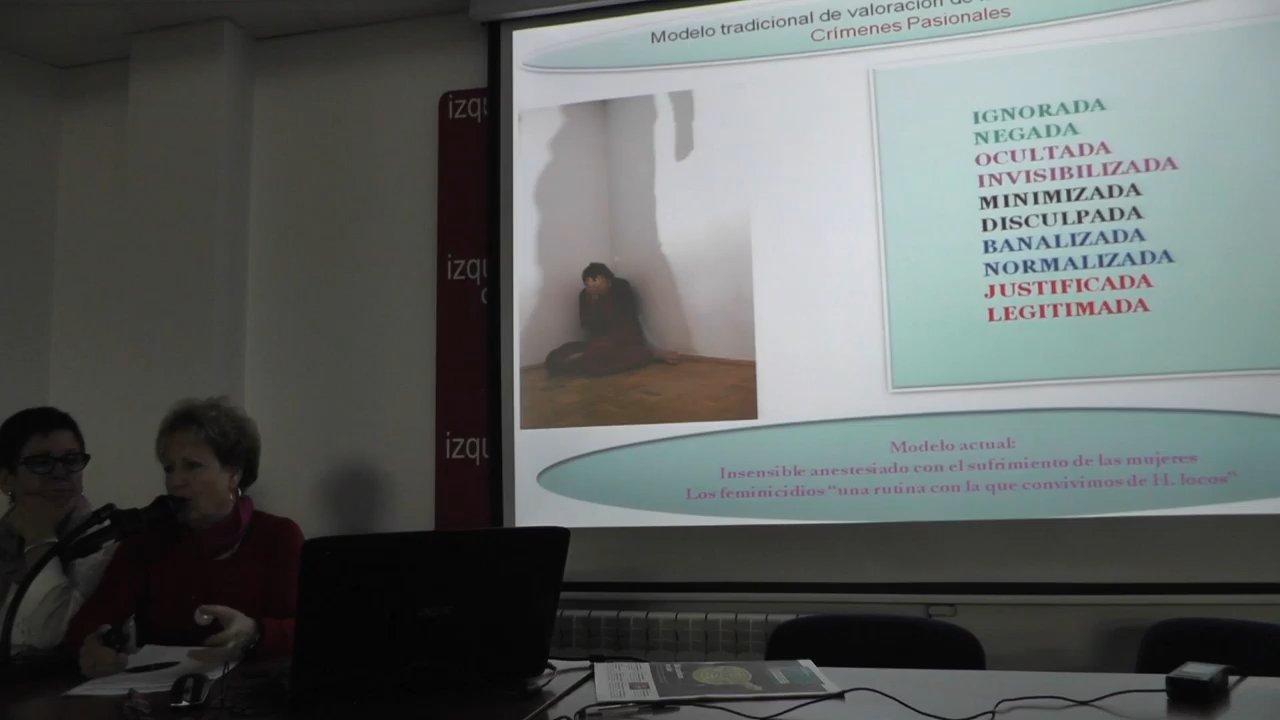 Modelo tradicional de valoración de
Crímenes Pasionales
IGNORADA
NEGADA
OCULTADA
INVISIBILIZADA
MINIMIZADA
DISCULPADA
BANALIZADA
NORMALIZADA
JUSTIFICADA
LEGITIMADA
Modelo actual:
Insensible anestesiado con el sufrimiento de las mujeres
Los feminicidios “una rutina con la que convivimos de H. locos”
izqu
izqu
izqu
acer